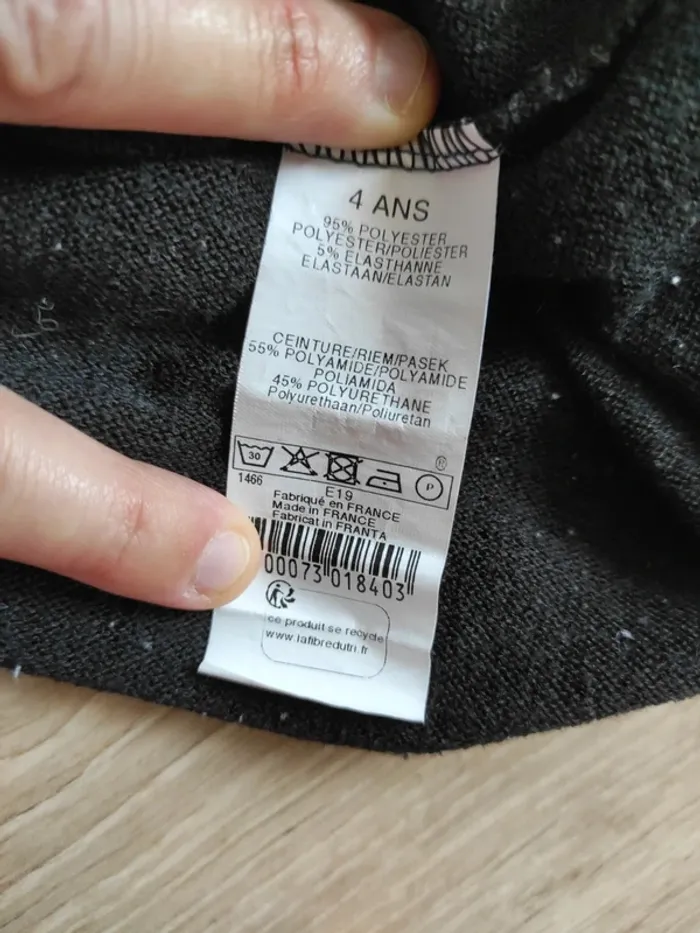 4 ANS
95% POLYESTER
POLYESTER/POLIESTER
5% ELASTHANNE
ELASTAAN/ELASTAN
CEINTURE/RIEM/PASEK
55% POLYAMIDE/POLYAMIDE
POLIAMIDA
45% POLYURETHANE
Polyurethaan/Poliuretan
®
30 A P
1466
E19
Fabriqué en FRANCE
Made in FRANCE
Fabricat in FRANTA
00073 018403
ce produit se recycle
www.lafibredutri.fr